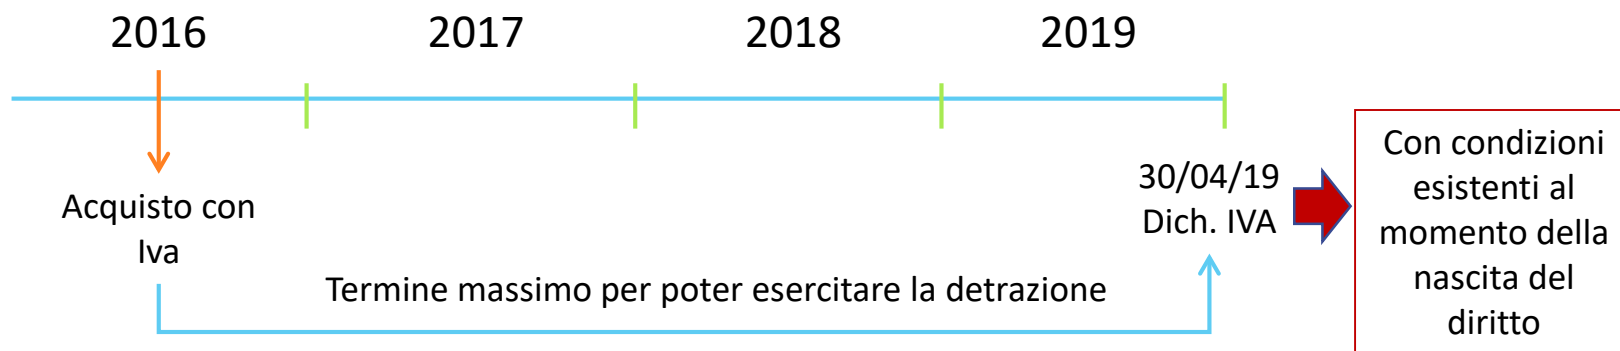 2016 2017 2018 2019
Acquisto con
Iva
Termine massimo per poter esercitare la detrazione
30/04/19
Dich. IVA
Con condizioni
esistenti al
momento della
nascita del
diritto